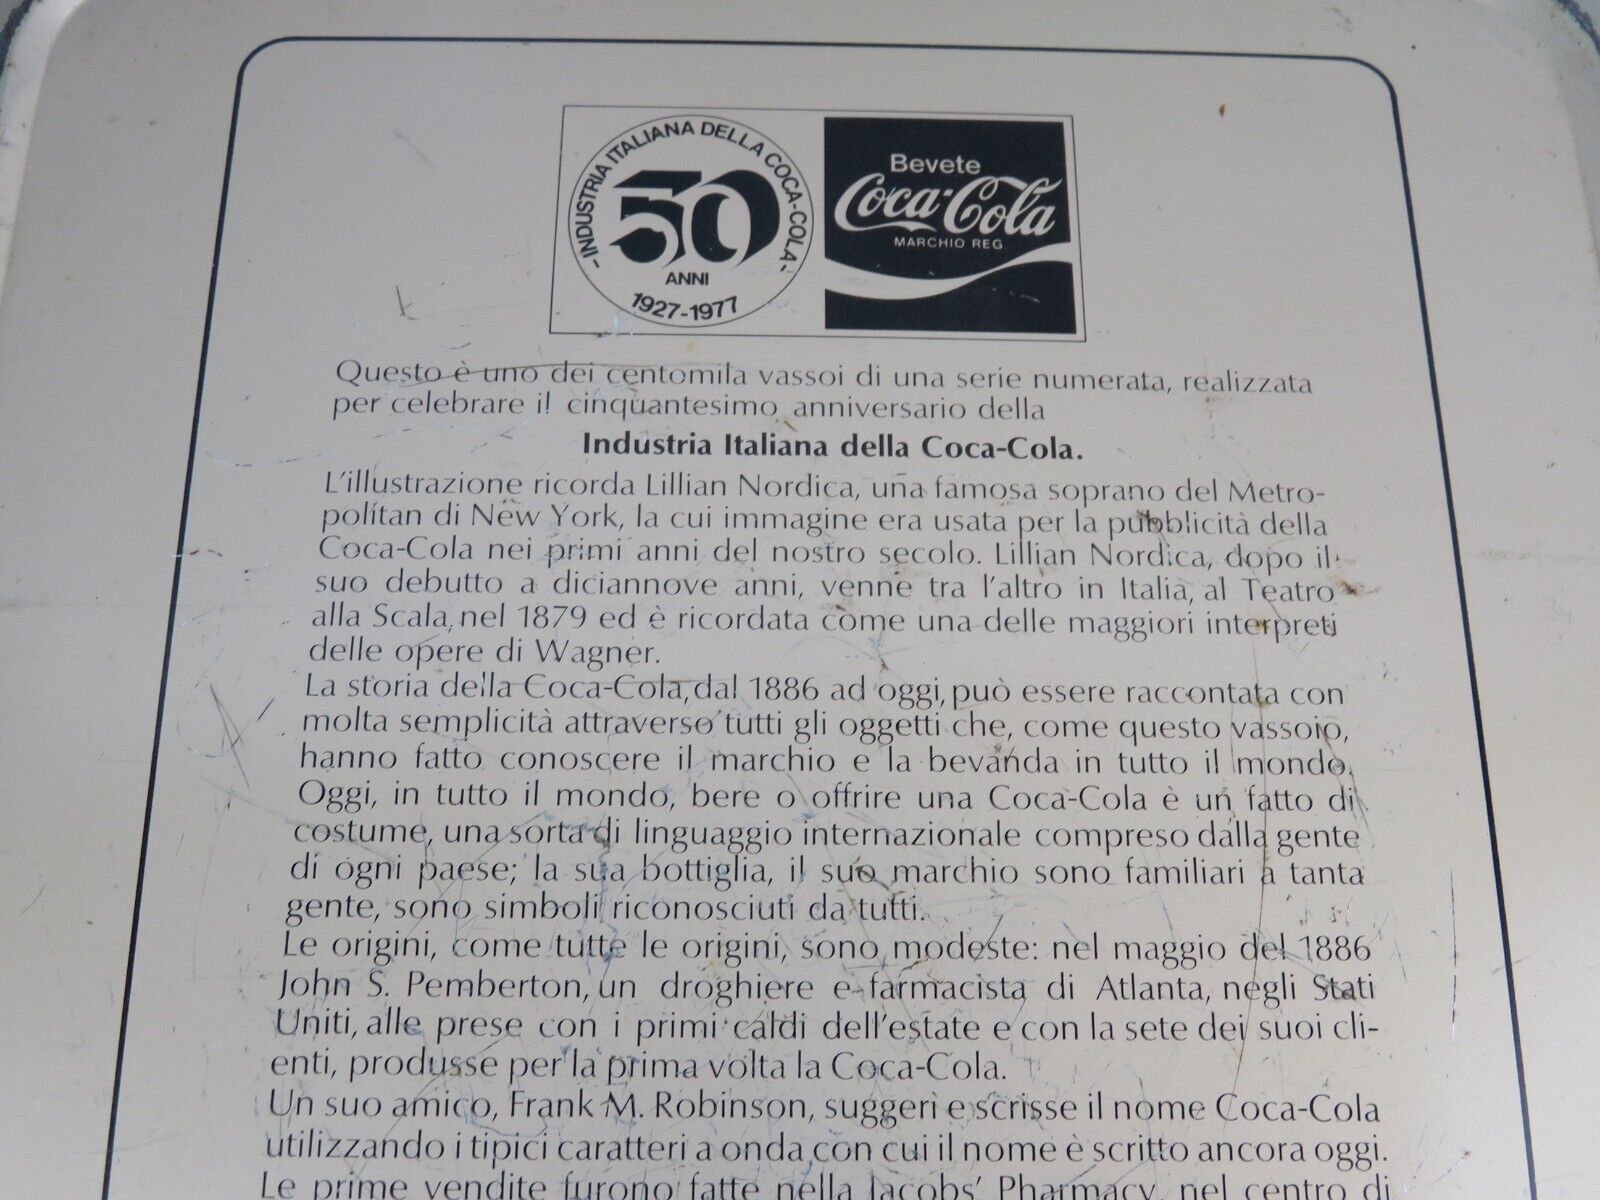 -INDUSTRIA ITALIANA DELLA COCA-COLA-
50
ANNI
1927-1977
Bevete
Coca-Cola
MARCHIO REG.
Questo è uno dei centomila vassoi di una serie numerata, realizzata
per celebrare il cinquantesimo anniversario della
Industria Italiana della Coca-Cola.
L'illustrazione ricorda Lillian Nordica, una famosa soprano del Metro-
politan di New York, la cui immagine era usata per la pubblicità della
Coca-Cola nei primi anni del nostro secolo. Lillian Nordica, dopo il
suo debutto a diciannove anni, venne tra l'altro in Italia, al Teatro
alla Scala, nel 1879 ed è ricordata come una delle maggiori interpreti
delle opere di Wagner.
La storia della Coca-Cola, dal 1886 ad oggi, può essere raccontata con
molta semplicità attraverso tutti gli oggetti che, come questo vassoio,
hanno fatto conoscere il marchio e la bevanda in tutto il mondo.
Oggi, in tutto il mondo, bere o offrire una Coca-Cola è un fatto di
costume, una sorta di linguaggio internazionale compreso dalla gente
di ogni paese; la sua bottiglia, il suo marchio sono familiari a tanta
gente, sono simboli riconosciuti da tutti.
Le origini, come tutte le origini, sono modeste: nel maggio del 1886
John S. Pemberton, un droghiere e farmacista di Atlanta, negli Stati
Uniti, alle prese con i primi caldi dell'estate e con la sete dei suoi cli-
enti, produsse per la prima volta la Coca-Cola.
Un suo amico, Frank M. Robinson, suggerì e scrisse il nome Coca-Cola
utilizzando i tipici caratteri a onda con cui il nome è scritto ancora oggi.
Le prime vendite furono fatte nella Jacobs' Pharmacy, nel centro di